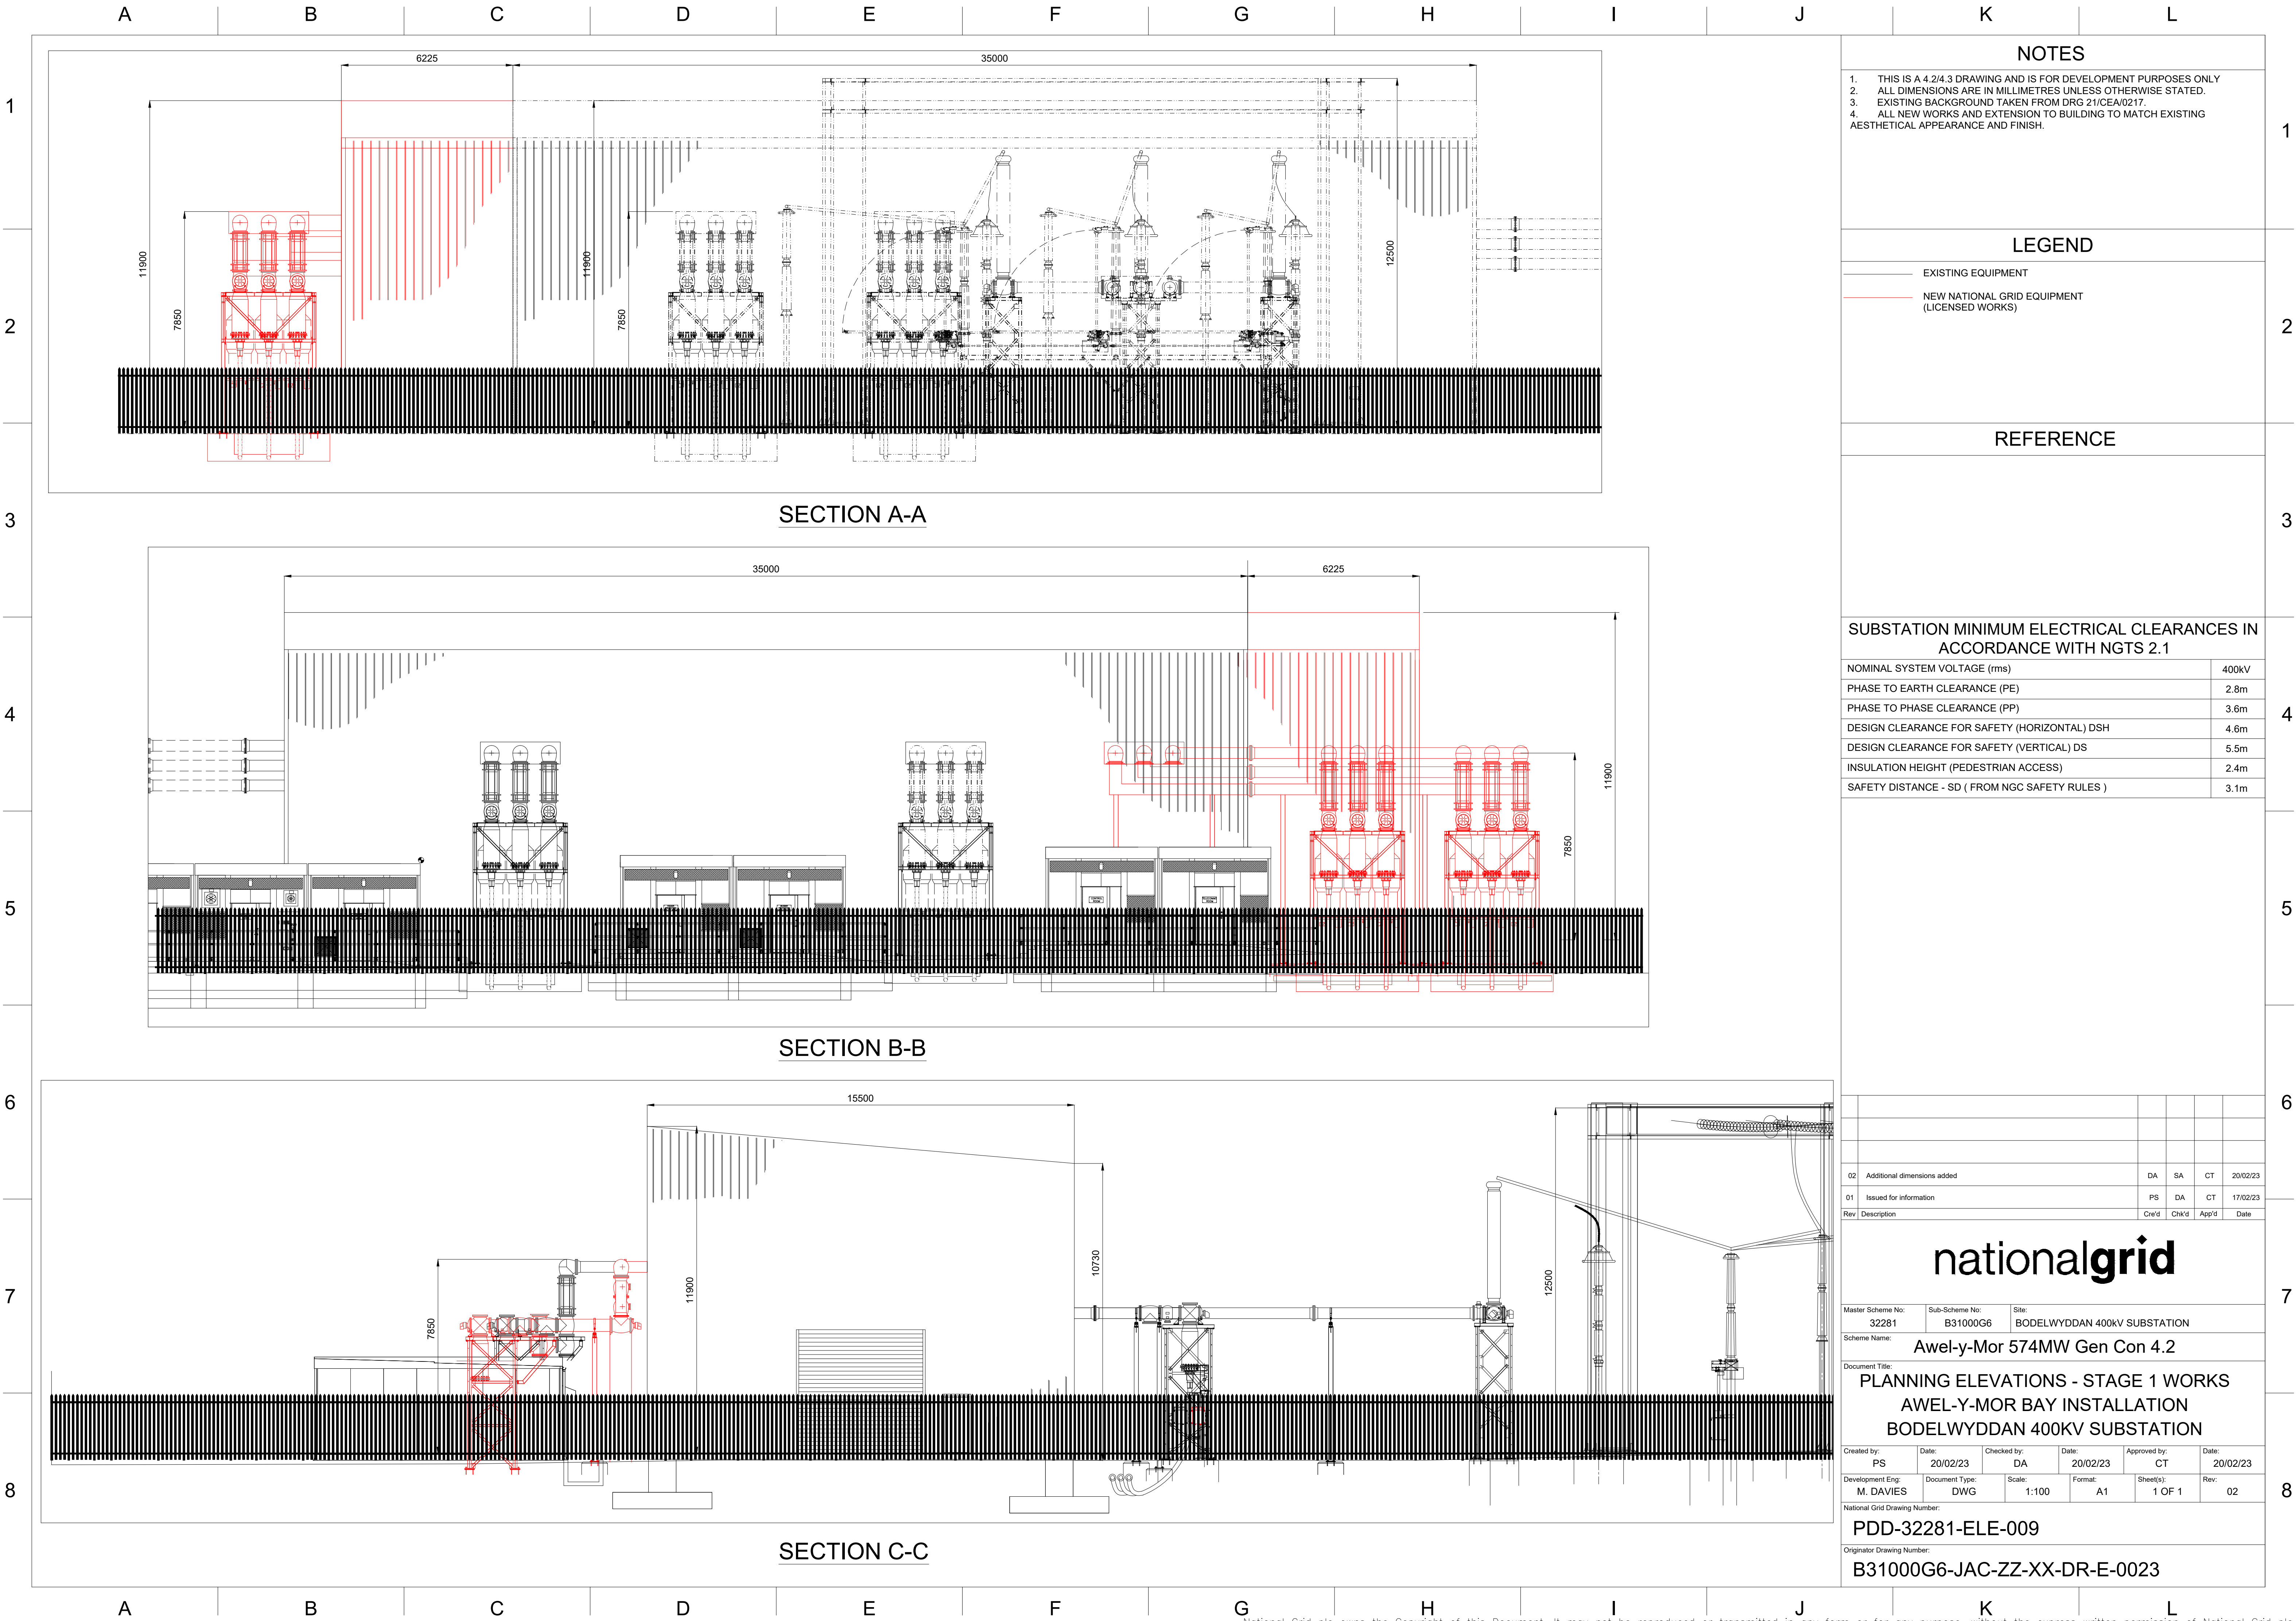 A B C D E F G H I J K L
1
2
3
4
5
6
7
8
6225
35000
11900
7850
11900
7850
12500
SECTION A-A
35000
6225
11900
7850
SECTION B-B
15500
7850
11900
10730
12500
SECTION C-C
NOTES
1. THIS IS A 4.2/4.3 DRAWING AND IS FOR DEVELOPMENT PURPOSES ONLY
2. ALL DIMENSIONS ARE IN MILLIMETRES UNLESS OTHERWISE STATED.
3. EXISTING BACKGROUND TAKEN FROM DRG 21/CEA/0217.
4. ALL NEW WORKS AND EXTENSION TO BUILDING TO MATCH EXISTING
AESTHETICAL APPEARANCE AND FINISH.
LEGEND
EXISTING EQUIPMENT
NEW NATIONAL GRID EQUIPMENT
(LICENSED WORKS)
REFERENCE
SUBSTATION MINIMUM ELECTRICAL CLEARANCES IN
ACCORDANCE WITH NGTS 2.1
NOMINAL SYSTEM VOLTAGE (rms) 400kV
PHASE TO EARTH CLEARANCE (PE) 2.8m
PHASE TO PHASE CLEARANCE (PP) 3.6m
DESIGN CLEARANCE FOR SAFETY (HORIZONTAL) DSH 4.6m
DESIGN CLEARANCE FOR SAFETY (VERTICAL) DS 5.5m
INSULATION HEIGHT (PEDESTRIAN ACCESS) 2.4m
SAFETY DISTANCE - SD ( FROM NGC SAFETY RULES ) 3.1m
02 Additional dimensions added DA SA CT 20/02/23
01 Issued for information PS DA CT 17/02/23
Rev Description Cre'd Chk'd App'd Date
nationalgrid
Master Scheme No: Sub-Scheme No: Site:
32281 B31000G6 BODELWYDDAN 400kV SUBSTATION
Scheme Name:
Awel-y-Mor 574MW Gen Con 4.2
Document Title:
PLANNING ELEVATIONS - STAGE 1 WORKS
AWEL-Y-MOR BAY INSTALLATION
BODELWYDDAN 400KV SUBSTATION
Created by: Date: Checked by: Date: Approved by: Date:
PS 20/02/23 DA 20/02/23 CT 20/02/23
Development Eng: Document Type: Scale: Format: Sheet(s): Rev:
M. DAVIES DWG 1:100 A1 1 OF 1 02
National Grid Drawing Number:
PDD-32281-ELE-009
Originator Drawing Number:
B31000G6-JAC-ZZ-XX-DR-E-0023
1
2
3
4
5
6
7
8
A B C D E F G H I J K L